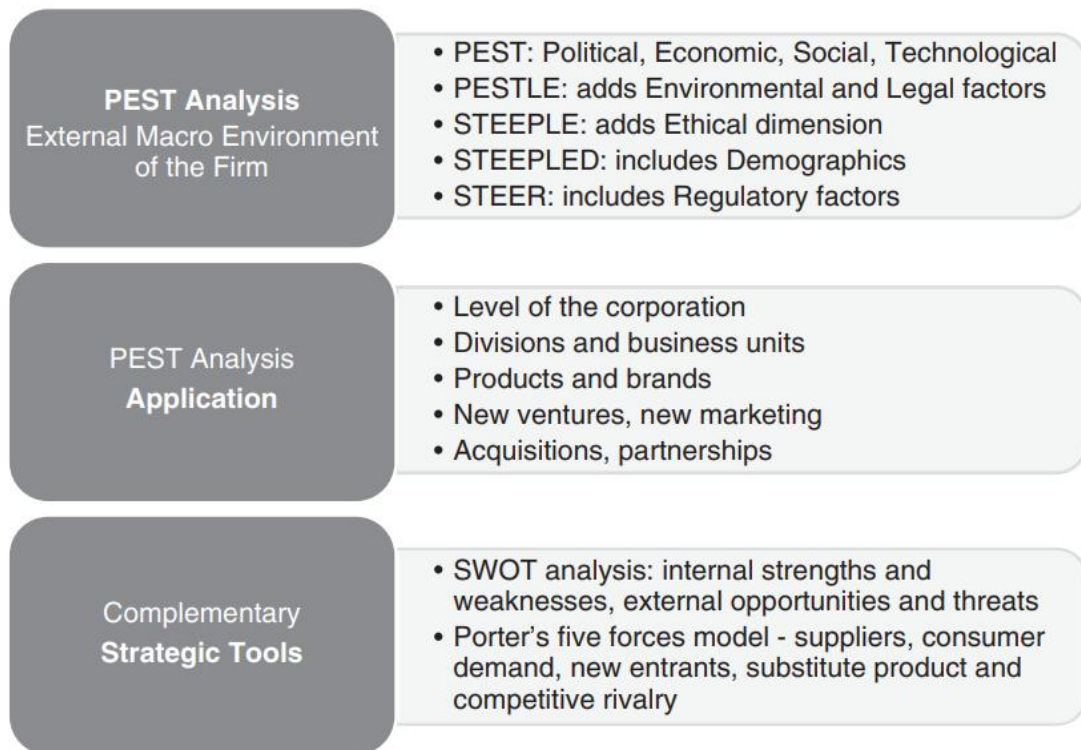 PEST Analysis
External Macro Environment
of the Firm
• PEST: Political, Economic, Social, Technological
• PESTLE: adds Environmental and Legal factors
• STEEPLE: adds Ethical dimension
• STEEPLED: includes Demographics
• STEER: includes Regulatory factors
PEST Analysis
Application
• Level of the corporation
• Divisions and business units
• Products and brands
• New ventures, new marketing
• Acquisitions, partnerships
Complementary
Strategic Tools
• SWOT analysis: internal strengths and
weaknesses, external opportunities and threats
• Porter's five forces model - suppliers, consumer
demand, new entrants, substitute product and
competitive rivalry